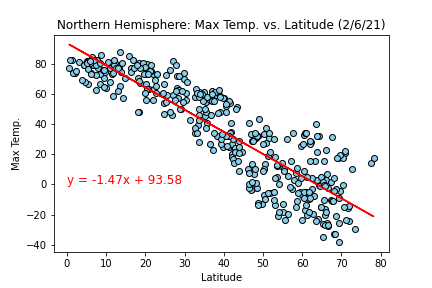 Northern Hemisphere: Max Temp. vs. Latitude (2/6/21)
Max Temp.
80
60
40
20
0
−20
−40
y = -1.47x + 93.58
0 10 20 30 40 50 60 70 80
Latitude